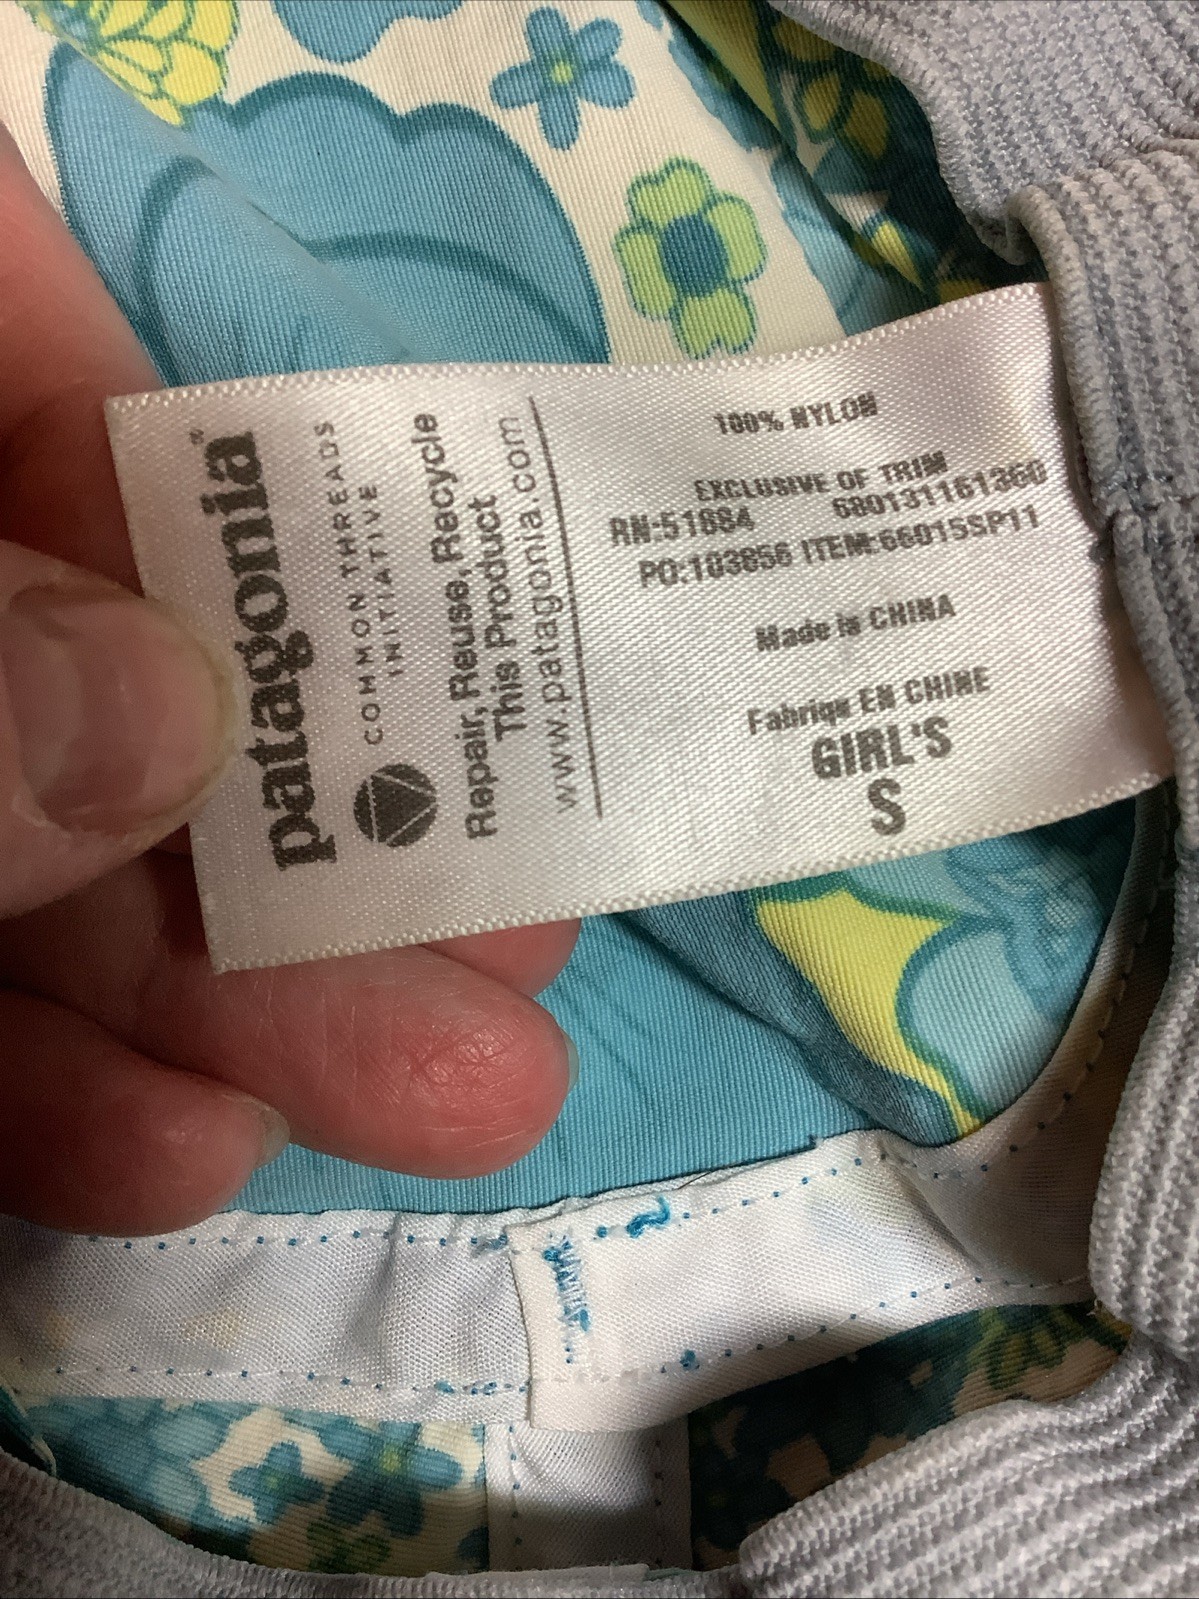 patagonia®
COMMON THREADS
INITIATIVE
Repair, Reuse, Recycle
This Product
www.patagonia.com
100% NYLON
EXCLUSIVE OF TRIM
RN:51884 680131161360
PO:103856 ITEM:66015SP11
Made in CHINA
Fabriqu EN CHINE
GIRL'S
S